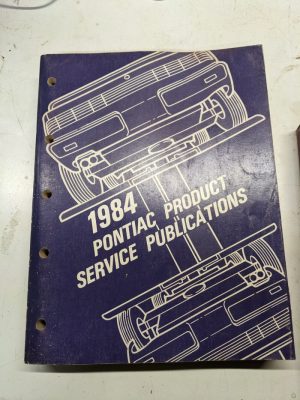 1984
PONTIAC PRODUCT
SERVICE PUBLICATIONS